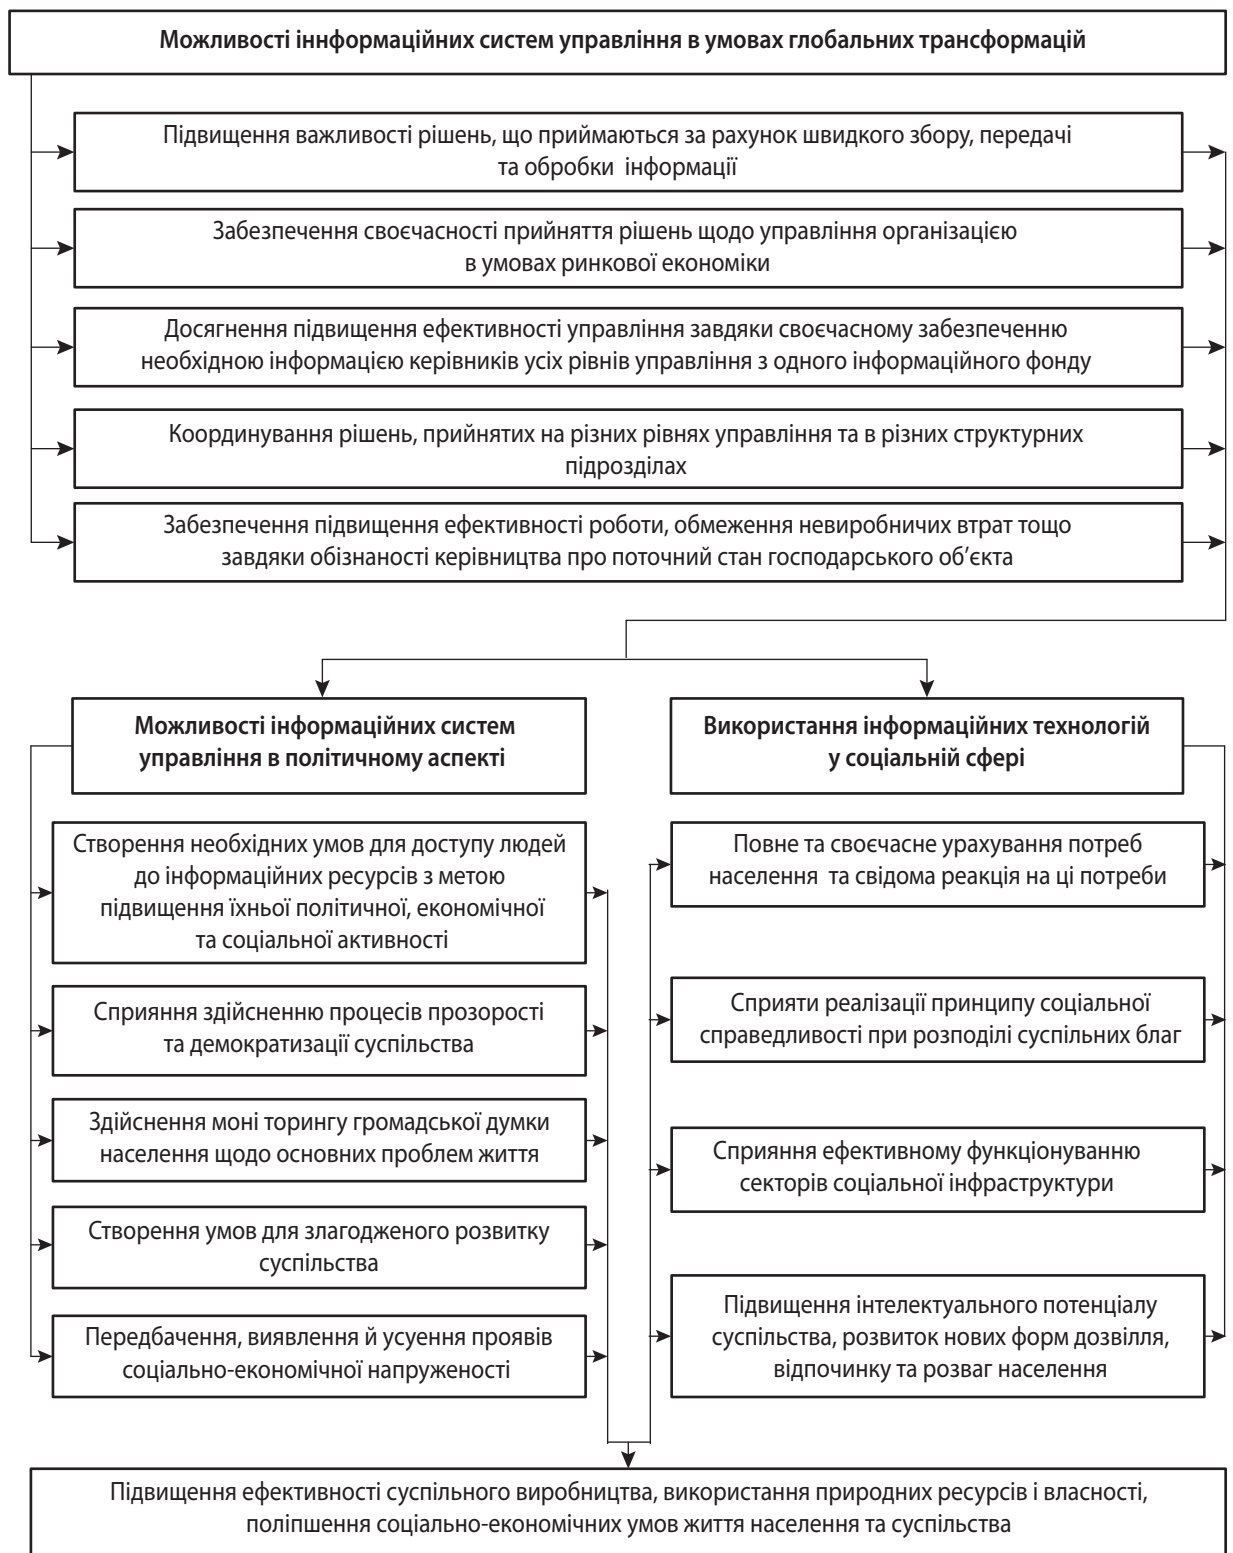 Можливості іннформаційних систем управління в умовах глобальних трансформацій
Підвищення важливості рішень, що приймаються за рахунок швидкого збору, передачі
та обробки інформації
Забезпечення своєчасності прийняття рішень щодо управління організацією
в умовах ринкової економіки
Досягнення підвищення ефективності управління завдяки своєчасному забезпеченню
необхідною інформацією керівників усіх рівнів управління з одного інформаційного фонду
Координування рішень, прийнятих на різних рівнях управління та в різних структурних
підрозділах
Забезпечення підвищення ефективності роботи, обмеження невиробничих втрат тощо
завдяки обізнаності керівництва про поточний стан господарського об’єкта
Можливості інформаційних систем
управління в політичному аспекті
Створення необхідних умов для доступу людей
до інформаційних ресурсів з метою
підвищення їхньої політичної, економічної
та соціальної активності
Сприяння здійсненню процесів прозорості
та демократизації суспільства
Здійснення моні торингу громадської думки
населення щодо основних проблем життя
Створення умов для злагодженого розвитку
суспільства
Передбачення, виявлення й усуення проявів
соціально-економічної напруженості
Використання інформаційних технологій
у соціальній сфері
Повне та своєчасне урахування потреб
населення та свідома реакція на ці потреби
Сприяти реалізації принципу соціальної
справедливості при розподілі суспільних благ
Сприяння ефективному функціонуванню
секторів соціальної інфраструктури
Підвищення інтелектуального потенціалу
суспільства, розвиток нових форм дозвілля,
відпочинку та розваг населення
Підвищення ефективності суспільного виробництва, використання природних ресурсів і власності,
поліпшення соціально-економічних умов життя населення та суспільства